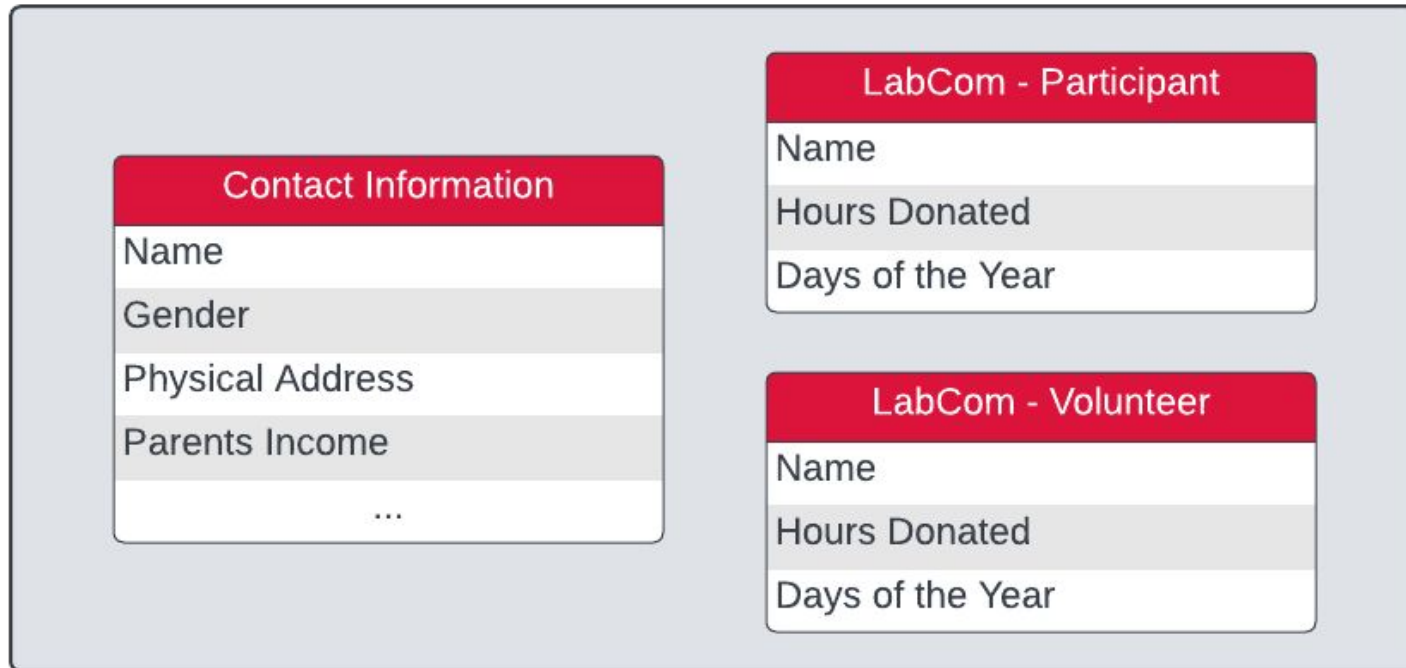 Contact Information
Name
Gender
Physical Address
Parents Income
...
LabCom - Participant
Name
Hours Donated
Days of the Year
LabCom - Volunteer
Name
Hours Donated
Days of the Year